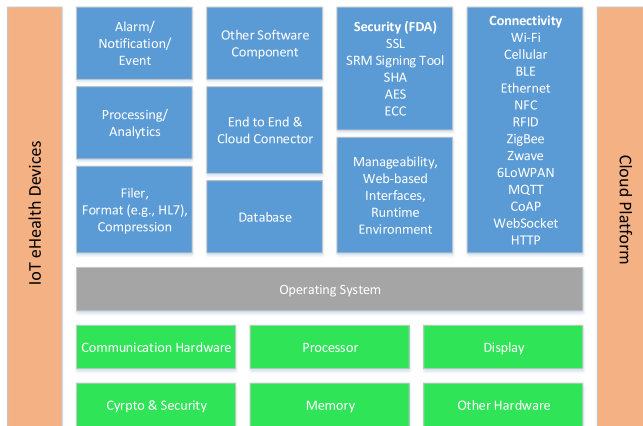 IoT eHealth Devices
Alarm/
Notification/
Event
Processing/
Analytics
Filer,
Format (e.g., HL7),
Compression
Other Software
Component
End to End &
Cloud Connector
Database
Security (FDA)
SSL
SRM Signing Tool
SHA
AES
ECC
Manageability,
Web-based
Interfaces,
Runtime
Environment
Connectivity
Wi-Fi
Cellular
BLE
Ethernet
NFC
RFID
ZigBee
Zwave
6LoWPAN
MQTT
CoAP
WebSocket
HTTP
Operating System
Communication Hardware
Processor
Display
Cyrpto & Security
Memory
Other Hardware
Cloud Platform